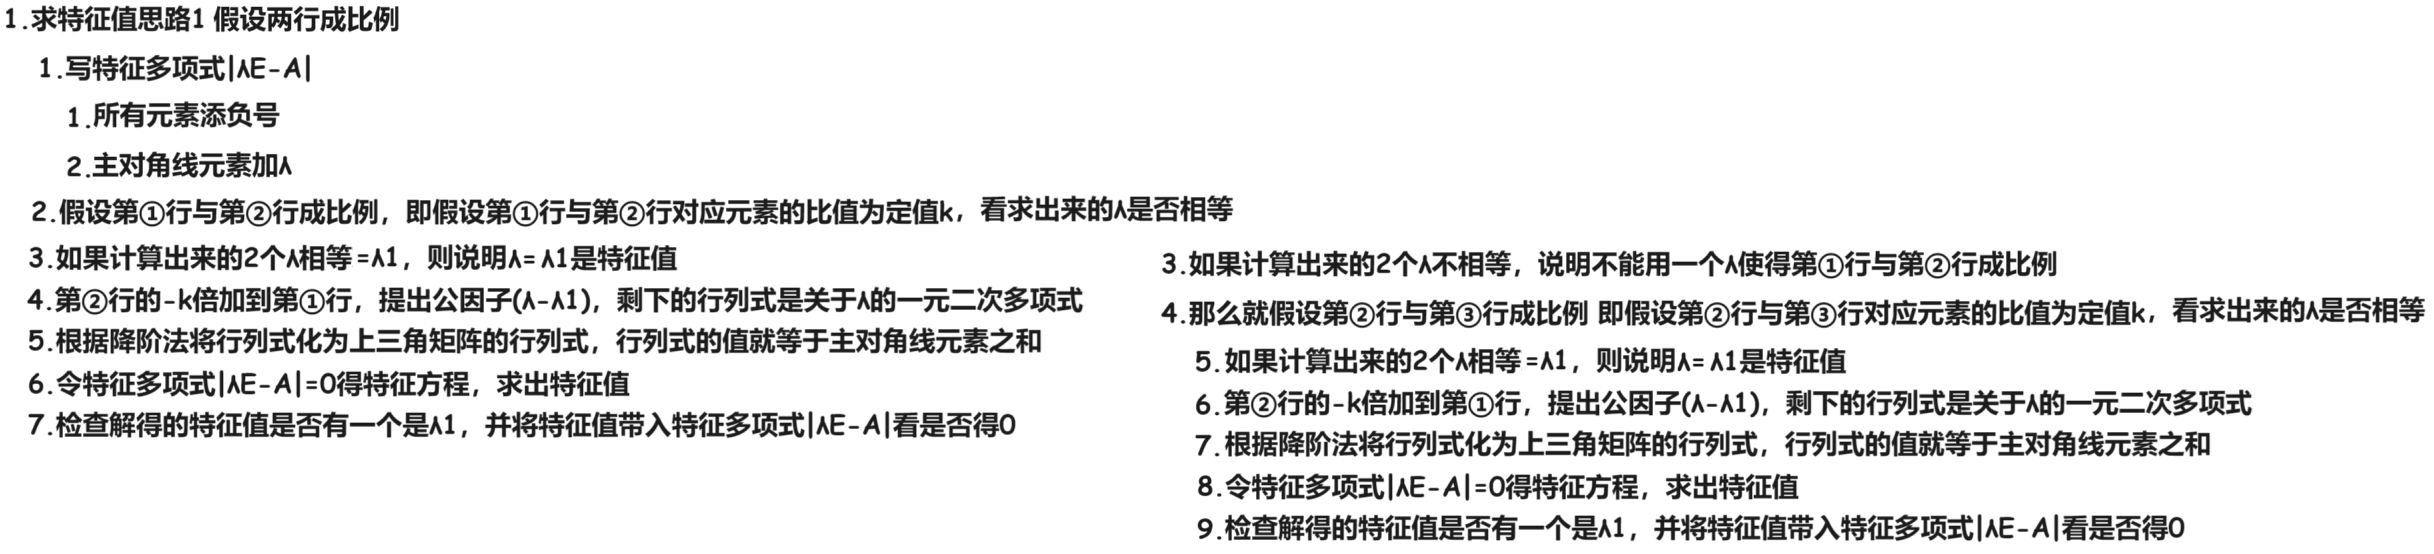 1.求特征值思路1 假设两行成比例
1.写特征多项式|λE-A|
1.所有元素添负号
2.主对角线元素加λ
2.假设第①行与第②行成比例，即假设第①行与第②行对应元素的比值为定值k，看求出来的λ是否相等
3.如果计算出来的2个λ相等=λ1，则说明λ=λ1是特征值
4.第②行的-k倍加到第①行，提出公因子(λ-λ1)，剩下的行列式是关于λ的一元二次多项式
5.根据降阶法将行列式化为上三角矩阵的行列式，行列式的值就等于主对角线元素之和
6.令特征多项式|λE-A|=0得特征方程，求出特征值
7.检查解得的特征值是否有一个是λ1，并将特征值带入特征多项式|λE-A|看是否得0
3.如果计算出来的2个λ不相等，说明不能用一个λ使得第①行与第②行成比例
4.那么就假设第②行与第③行成比例 即假设第②行与第③行对应元素的比值为定值k，看求出来的λ是否相等
5.如果计算出来的2个λ相等=λ1，则说明λ=λ1是特征值
6.第②行的-k倍加到第①行，提出公因子(λ-λ1)，剩下的行列式是关于λ的一元二次多项式
7.根据降阶法将行列式化为上三角矩阵的行列式，行列式的值就等于主对角线元素之和
8.令特征多项式|λE-A|=0得特征方程，求出特征值
9.检查解得的特征值是否有一个是λ1，并将特征值带入特征多项式|λE-A|看是否得0